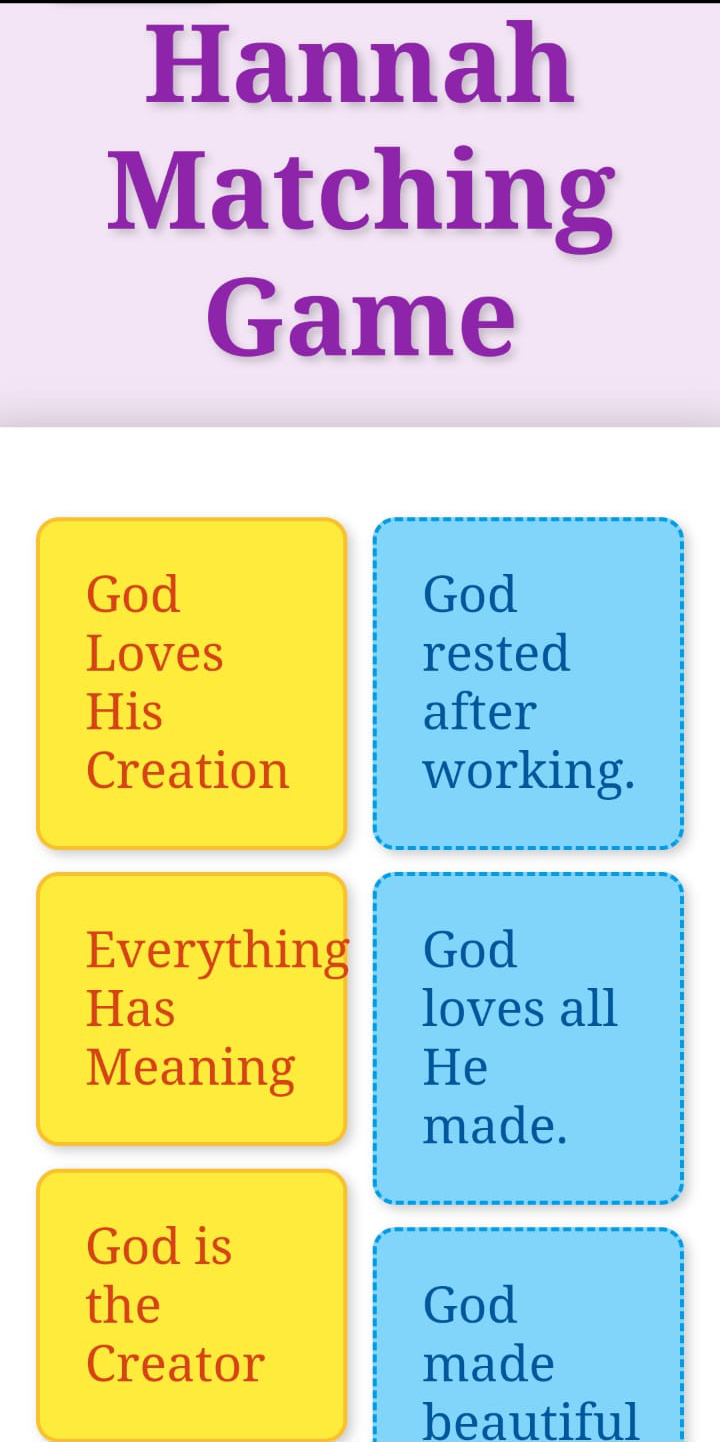 Hannah
Matching
Game
God
Loves
His
Creation
God
rested
after
working.
Everything
Has
Meaning
God
loves all
He
made.
God is
the
Creator
God
made
beautiful